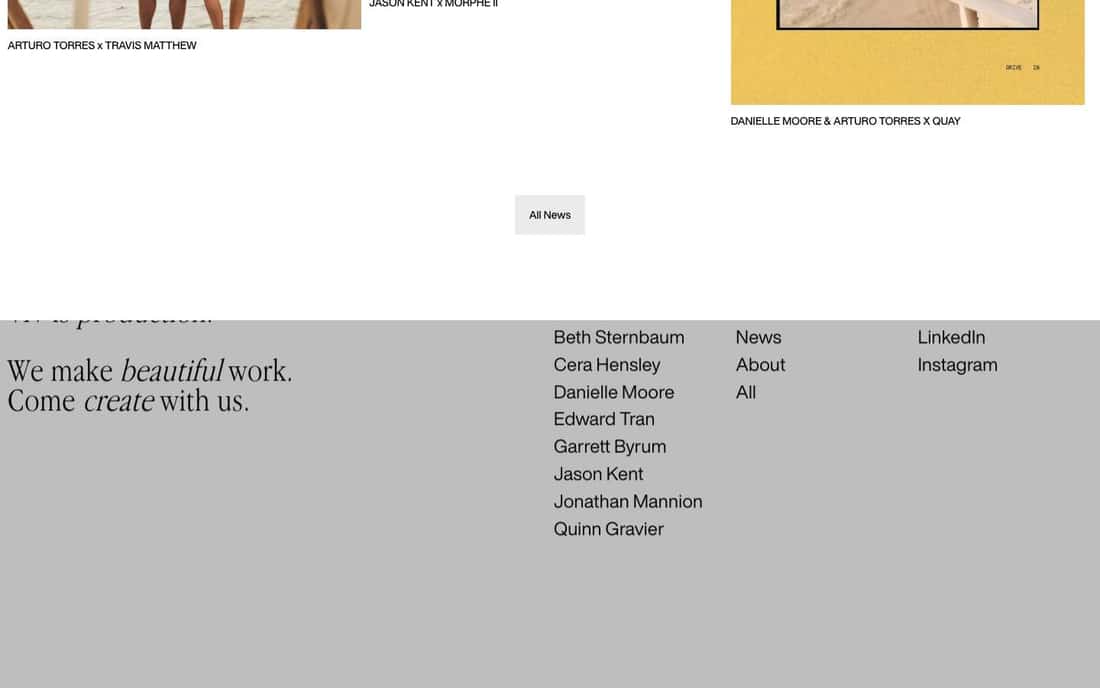 JASON KENT x MORPHE II
ARTURO TORRES x TRAVIS MATTHEW
DRIVE IN
DANIELLE MOORE & ARTURO TORRES X QUAY
All News
We make beautiful work.
Come create with us.
Beth Sternbaum
Cera Hensley
Danielle Moore
Edward Tran
Garrett Byrum
Jason Kent
Jonathan Mannion
Quinn Gravier
News
About
All
LinkedIn
Instagram